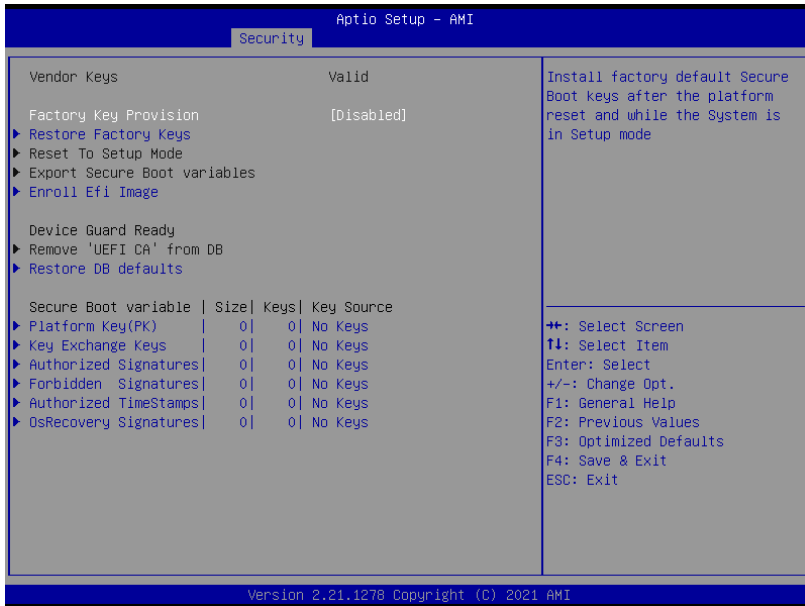 Aptio Setup – AMI
Security
Vendor Keys Valid
Factory Key Provision [Disabled]
Restore Factory Keys
Reset To Setup Mode
Export Secure Boot variables
Enroll Efi Image
Device Guard Ready
Remove 'UEFI CA' from DB
Restore DB defaults
Secure Boot variable | Size| Keys| Key Source
Platform Key(PK) | 0| 0| No Keys
Key Exchange Keys | 0| 0| No Keys
Authorized Signatures| 0| 0| No Keys
Forbidden Signatures| 0| 0| No Keys
Authorized TimeStamps| 0| 0| No Keys
OsRecovery Signatures| 0| 0| No Keys
Install factory default Secure
Boot keys after the platform
reset and while the System is
in Setup mode
→←: Select Screen
↑↓: Select Item
Enter: Select
+/-: Change Opt.
F1: General Help
F2: Previous Values
F3: Optimized Defaults
F4: Save & Exit
ESC: Exit
Version 2.21.1278 Copyright (C) 2021 AMI